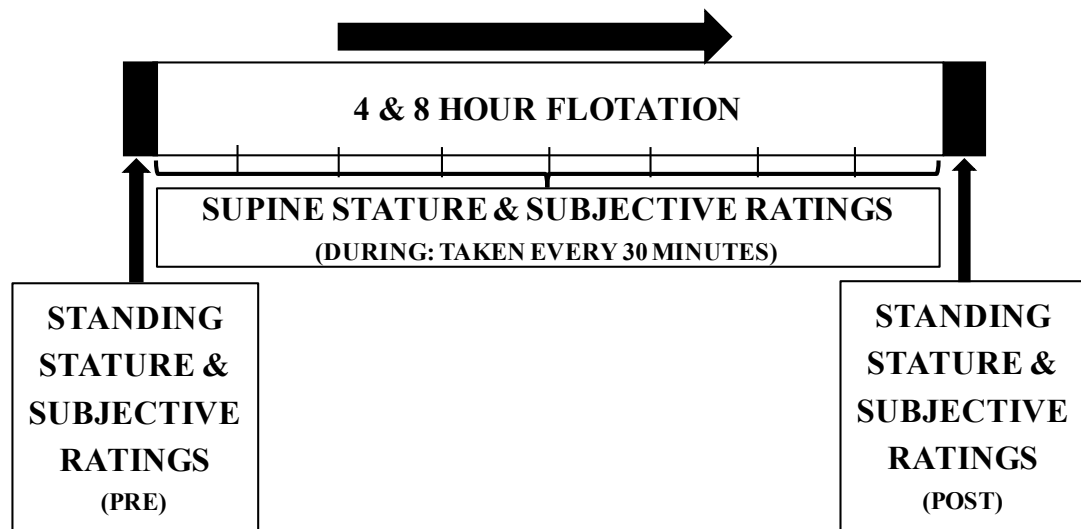 4 & 8 HOUR FLOTATION
SUPINE STATURE & SUBJECTIVE RATINGS
(DURING: TAKEN EVERY 30 MINUTES)
STANDING
STATURE &
SUBJECTIVE
RATINGS
(PRE)
STANDING
STATURE &
SUBJECTIVE
RATINGS
(POST)